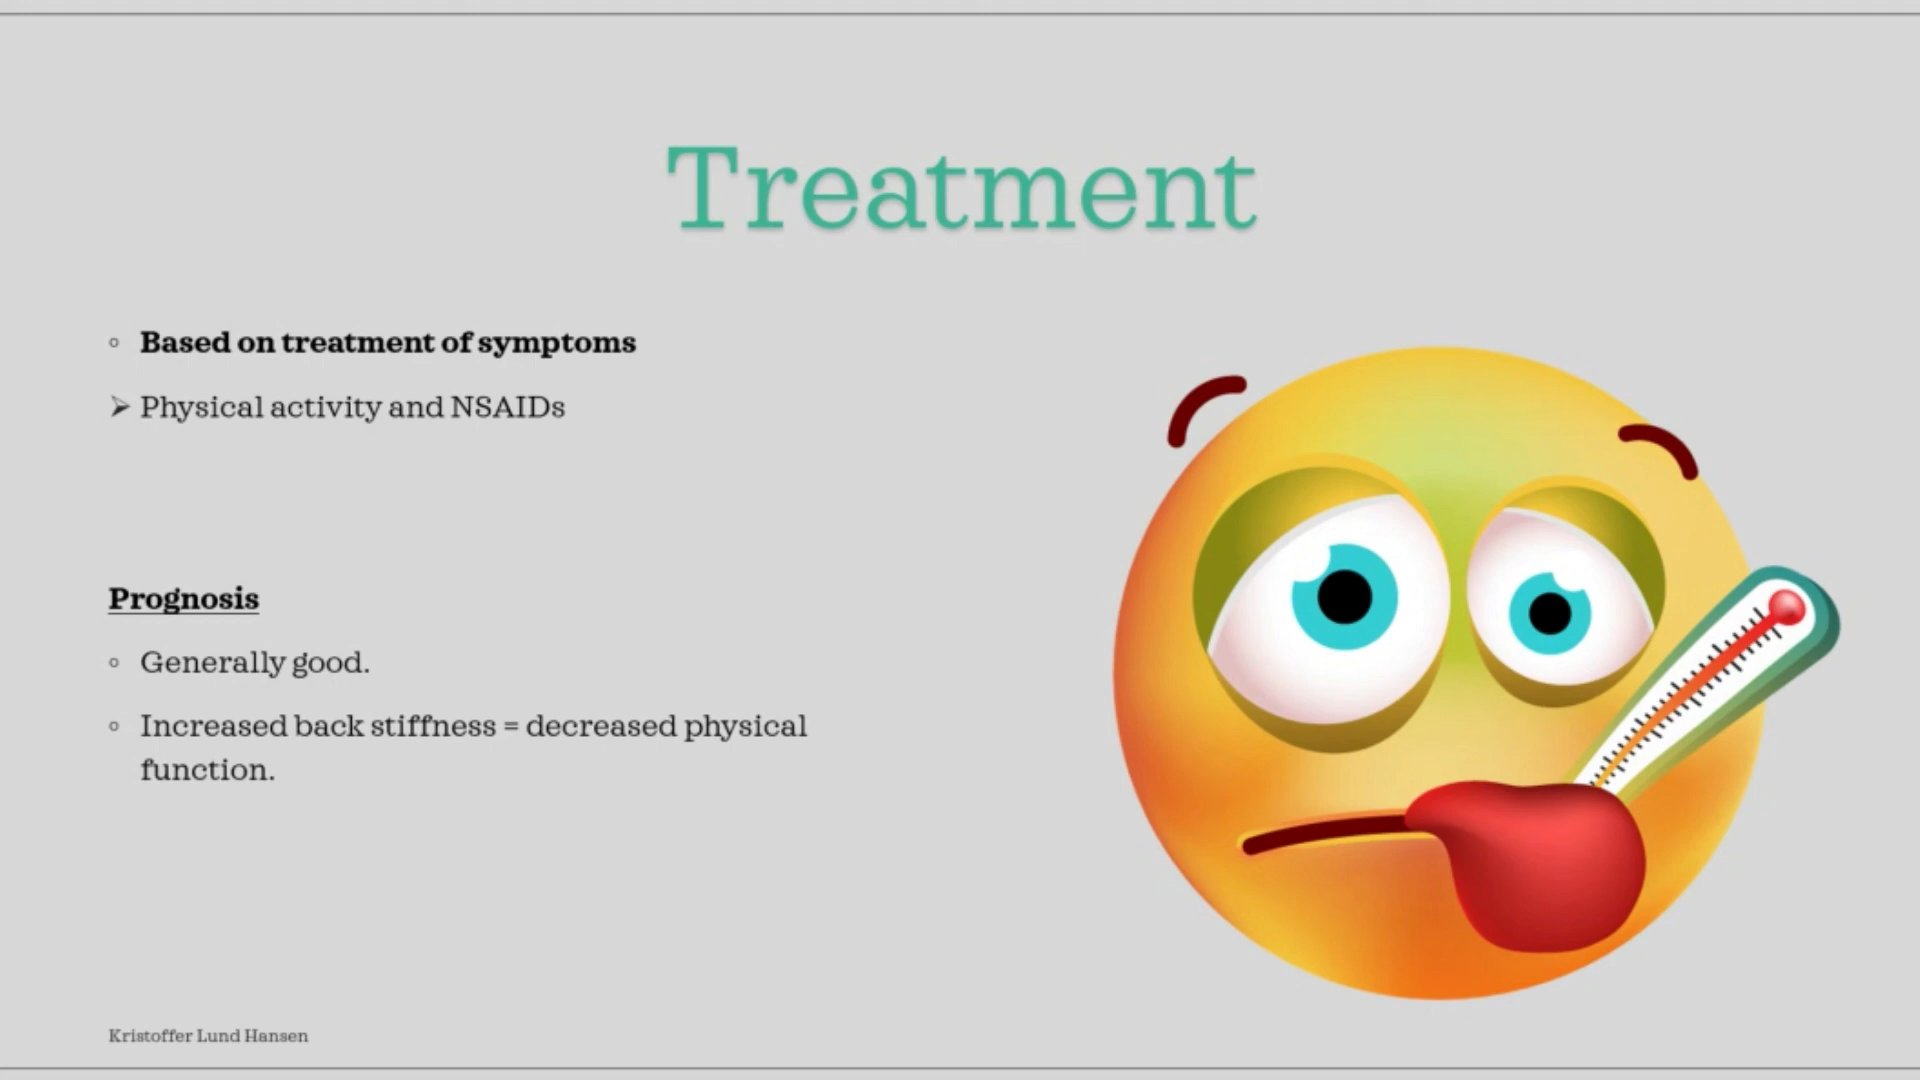 Treatment
Based on treatment of symptoms
Physical activity and NSAIDs
Prognosis
Generally good.
Increased back stiffness = decreased physical
function.
Kristoffer Lund Hansen